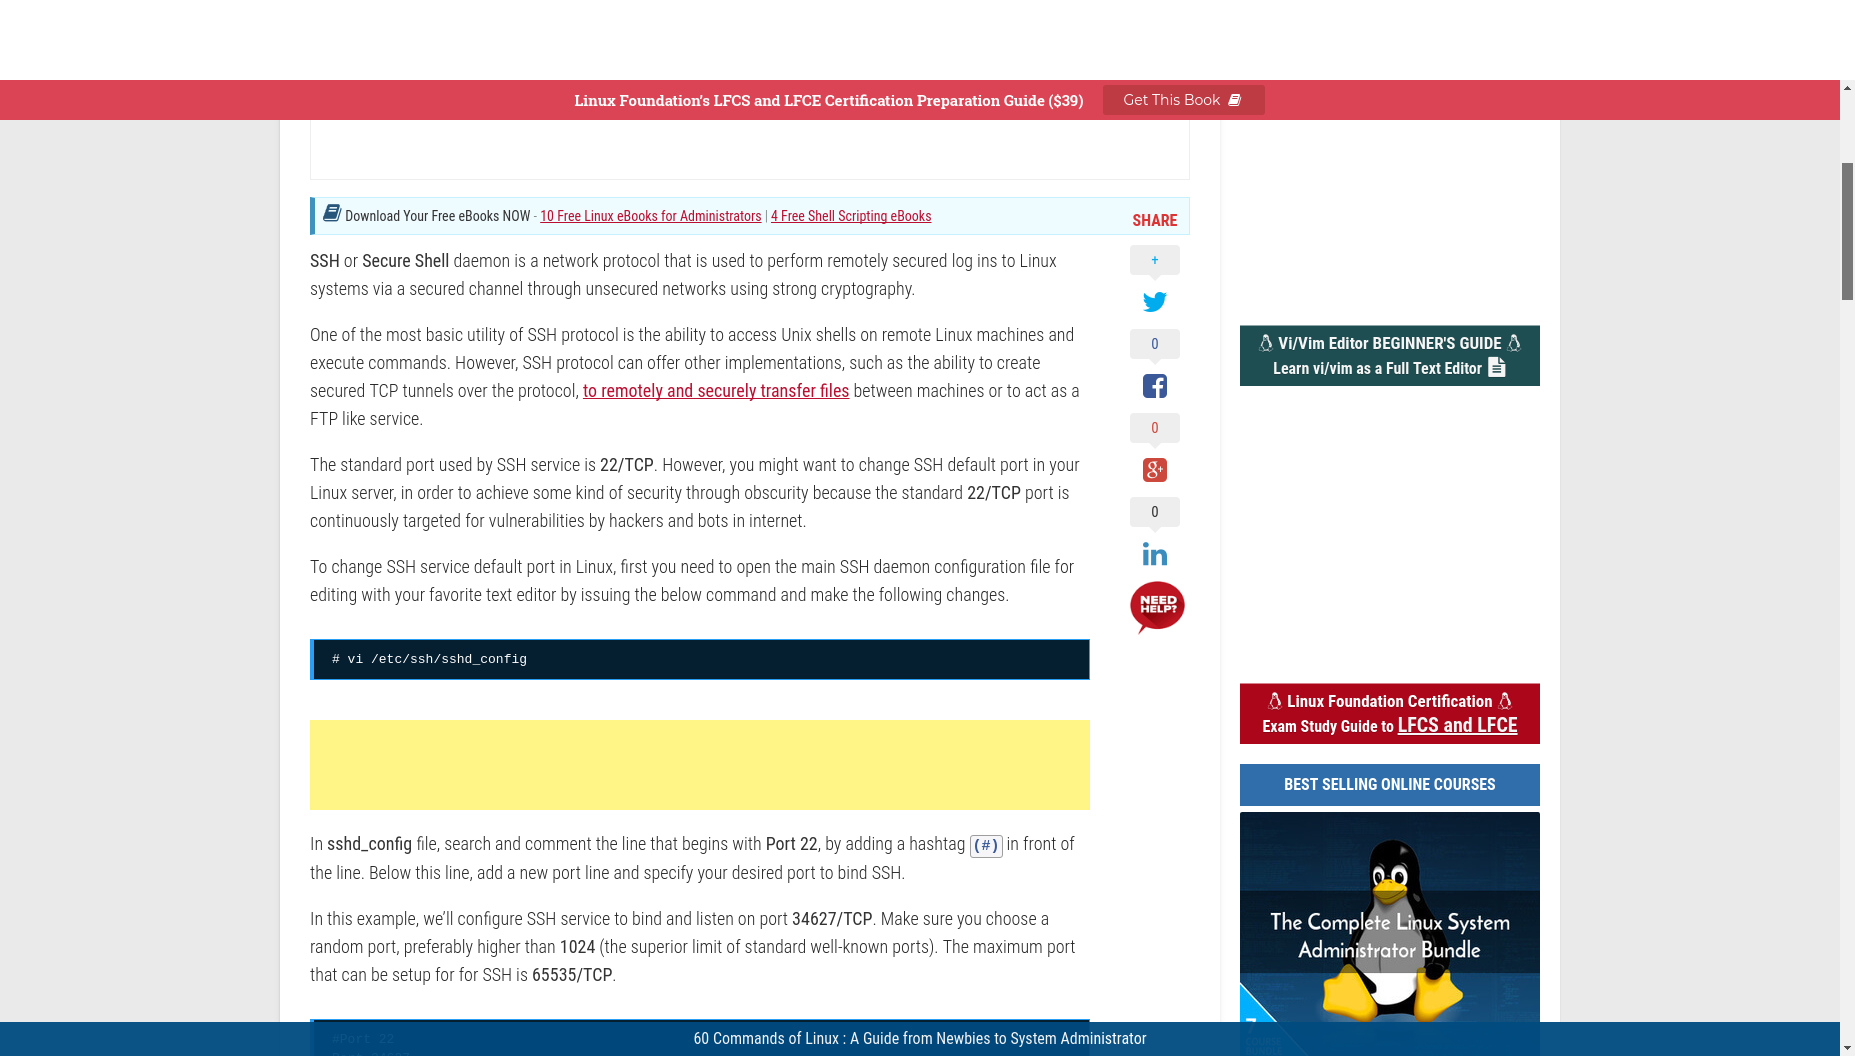 Linux Foundation's LFCS and LFCE Certification Preparation Guide ($39)
Get This Book
Download Your Free eBooks NOW - 10 Free Linux eBooks for Administrators | 4 Free Shell Scripting eBooks
SSH or Secure Shell daemon is a network protocol that is used to perform remotely secured log ins to Linux
systems via a secured channel through unsecured networks using strong cryptography.
One of the most basic utility of SSH protocol is the ability to access Unix shells on remote Linux machines and
execute commands. However, SSH protocol can offer other implementations, such as the ability to create
secured TCP tunnels over the protocol, to remotely and securely transfer files between machines or to act as a
FTP like service.
The standard port used by SSH service is 22/TCP. However, you might want to change SSH default port in your
Linux server, in order to achieve some kind of security through obscurity because the standard 22/TCP port is
continuously targeted for vulnerabilities by hackers and bots in internet.
To change SSH service default port in Linux, first you need to open the main SSH daemon configuration file for
editing with your favorite text editor by issuing the below command and make the following changes.
# vi /etc/ssh/sshd_config
In sshd_config file, search and comment the line that begins with Port 22, by adding a hashtag (#) in front of
the line. Below this line, add a new port line and specify your desired port to bind SSH.
In this example, we'll configure SSH service to bind and listen on port 34627/TCP. Make sure you choose a
random port, preferably higher than 1024 (the superior limit of standard well-known ports). The maximum port
that can be setup for for SSH is 65535/TCP.
#Port 22
SHARE
+
0
0
g+
0
in
NEED
HELP?
Vi/Vim Editor BEGINNER'S GUIDE
Learn vi/vim as a Full Text Editor
Linux Foundation Certification
Exam Study Guide to LFCS and LFCE
BEST SELLING ONLINE COURSES
The Complete Linux System
Administrator Bundle
7
60 Commands of Linux : A Guide from Newbies to System Administrator